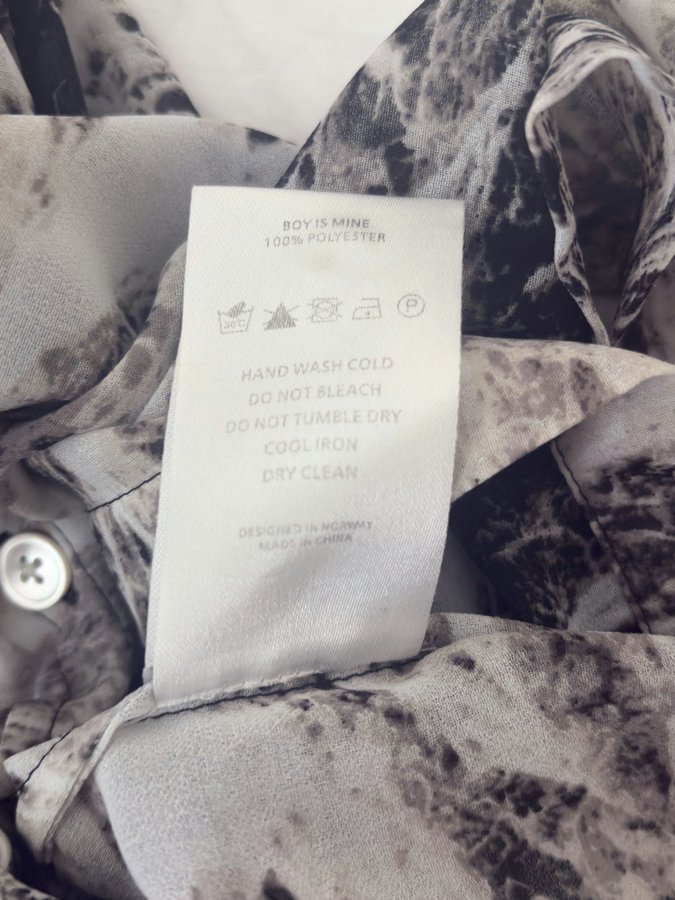 BOY IS MINE
100% POLYESTER
30°C P
HAND WASH COLD
DO NOT BLEACH
DO NOT TUMBLE DRY
COOL IRON
DRY CLEAN
DESIGNED IN NORWAY
MADE IN CHINA